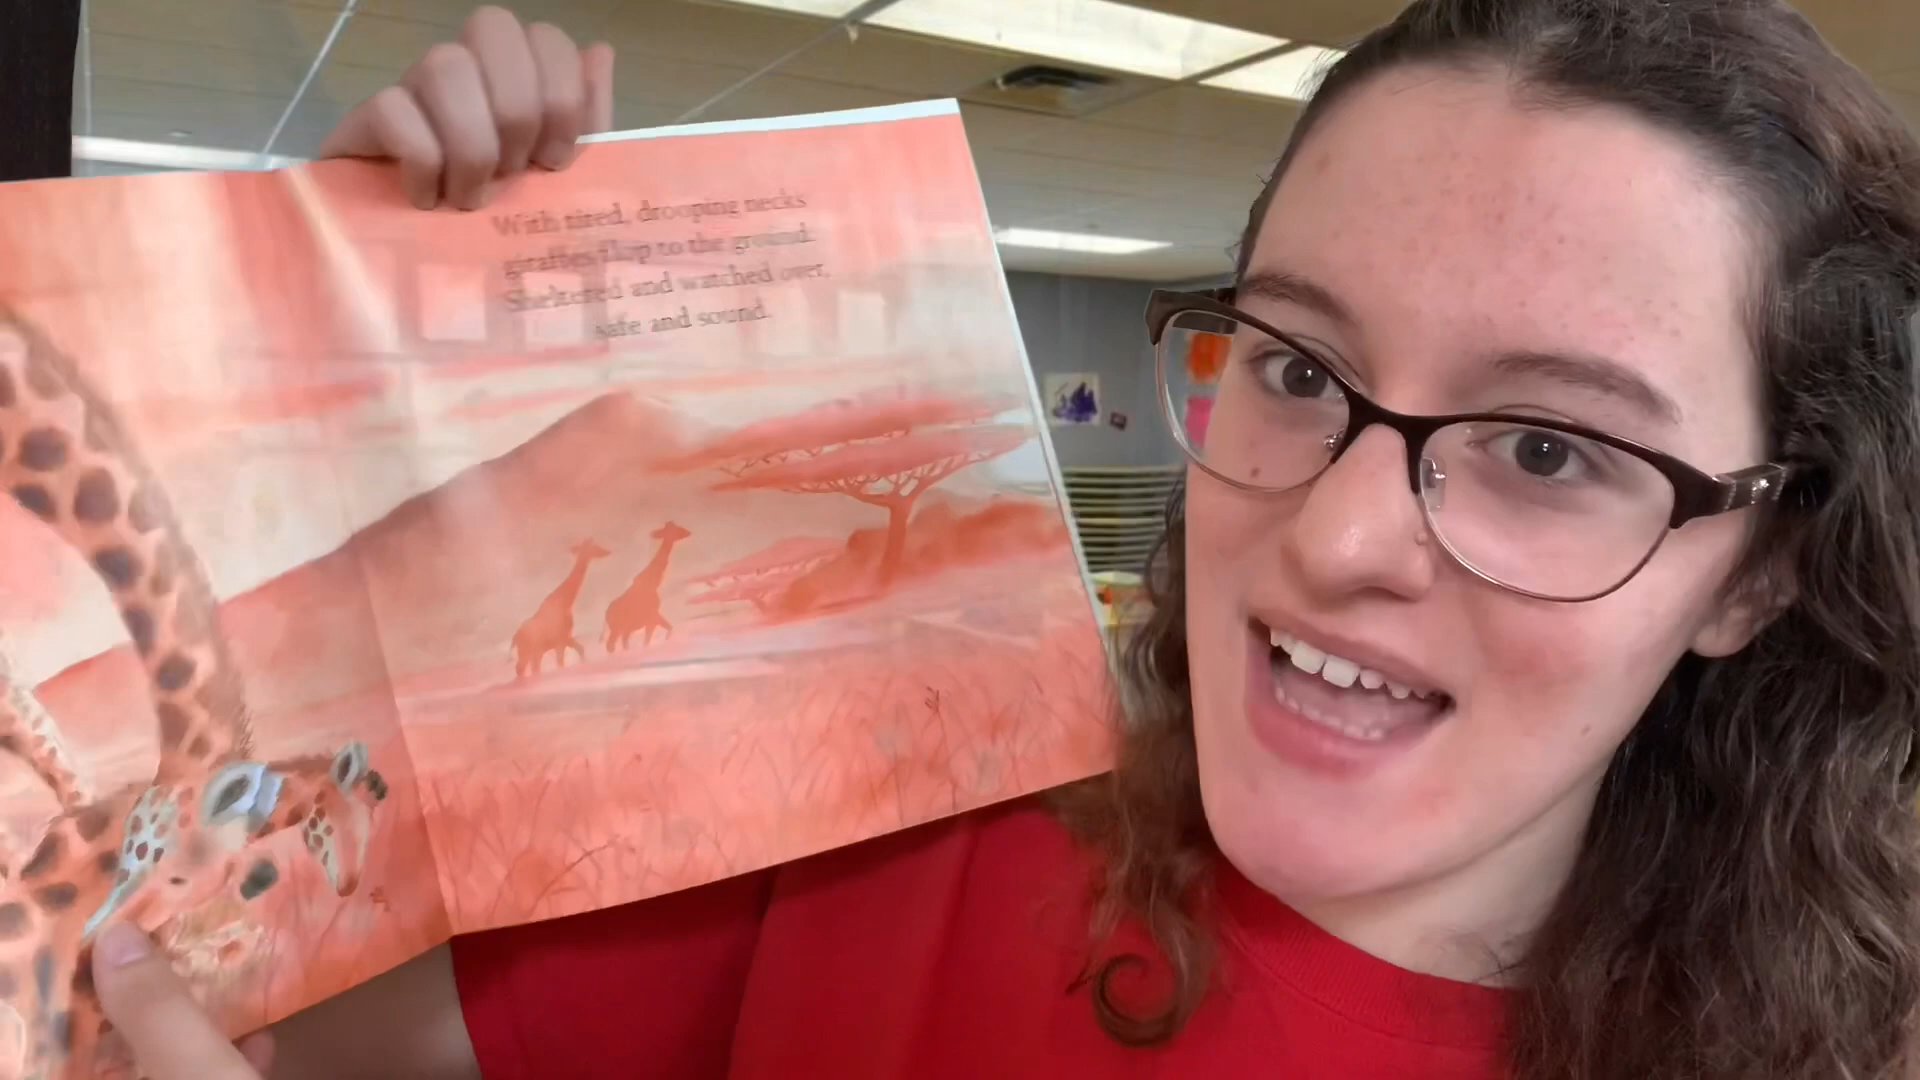 With tired, drooping necks
giraffes flop to the ground.
Sheltered and watched over,
safe and sound.